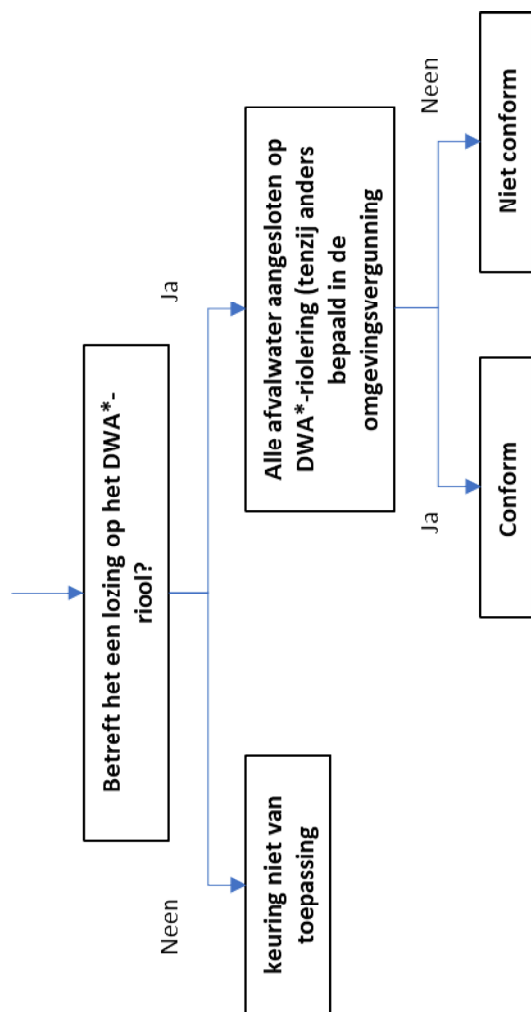 Betreft het een lozing op het DWA*-
riool?
Neen
Ja
keuring niet van
toepassing
Alle afvalwater aangesloten op
DWA*-riolering (tenzij anders
bepaald in de
omgevingsvergunning
Ja
Neen
Conform
Niet conform